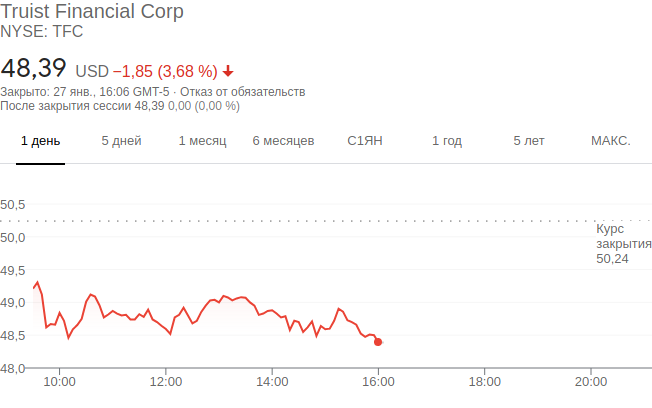 Truist Financial Corp
NYSE: TFC
48,39 USD −1,85 (3,68 %)
Закрыто: 27 янв., 16:06 GMT-5 · Отказ от обязательств
После закрытия сессии 48,39 0,00 (0,00 %)
1 день 5 дней 1 месяц 6 месяцев С1ЯН 1 год 5 лет МАКС.
50,5
Курс
закрытия
50,24
50,0
49,5
49,0
48,5
48,0
10:00 12:00 14:00 16:00 18:00 20:00